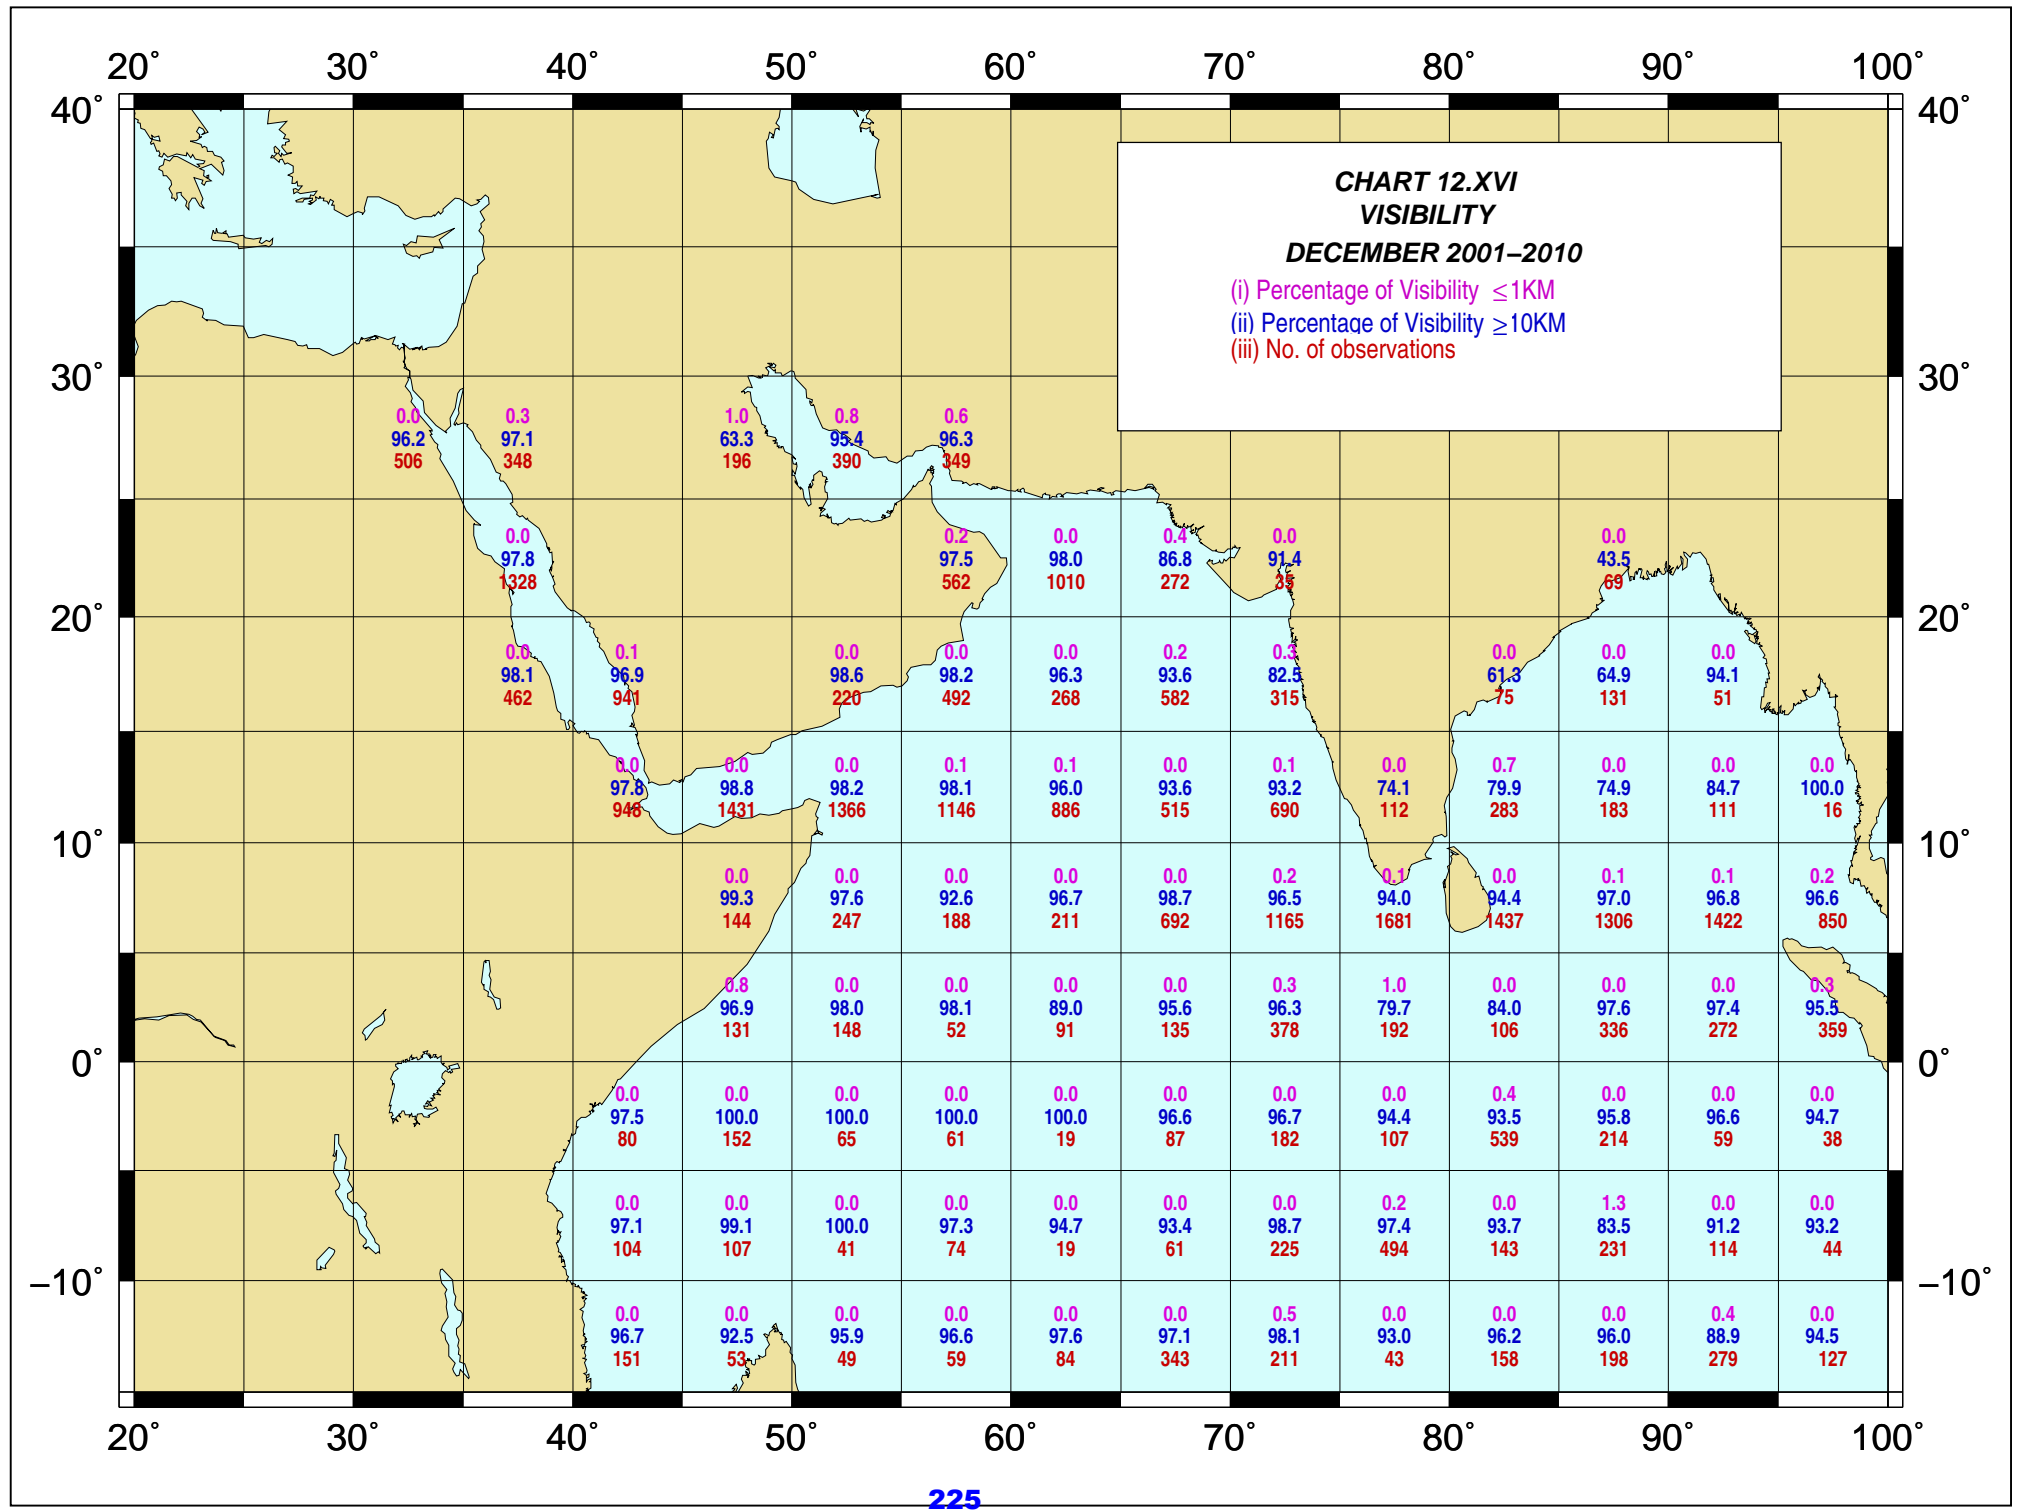 20° 30° 40° 50° 60° 70° 80° 90° 100°
40° 40°
CHART 12.XVI
VISIBILITY
DECEMBER 2001–2010
(i) Percentage of Visibility ≤1KM
(ii) Percentage of Visibility ≥10KM
(iii) No. of observations
30° 30°
0.0 0.3 1.0 0.8 0.6
96.2 97.1 63.3 95.4 96.3
506 348 196 390 349
0.0 0.2 0.0 0.4 0.0 0.0
97.8 97.5 98.0 86.8 91.4 43.5
1328 562 1010 272 35 69
20° 20°
0.0 0.1 0.0 0.0 0.0 0.2 0.3 0.0 0.0 0.0
98.1 96.9 98.6 98.2 96.3 93.6 82.5 61.3 64.9 94.1
462 941 220 492 268 582 315 75 131 51
0.0 0.0 0.0 0.1 0.1 0.0 0.1 0.0 0.7 0.0 0.0 0.0
97.8 98.8 98.2 98.1 96.0 93.6 93.2 74.1 79.9 74.9 84.7 100.0
948 1431 1366 1146 886 515 690 112 283 183 111 16
10° 10°
0.0 0.0 0.0 0.0 0.0 0.2 0.1 0.0 0.1 0.1 0.2
99.3 97.6 92.6 96.7 98.7 96.5 94.0 94.4 97.0 96.8 96.6
144 247 188 211 692 1165 1681 1437 1306 1422 850
0.8 0.0 0.0 0.0 0.0 0.3 1.0 0.0 0.0 0.0 0.3
96.9 98.0 98.1 89.0 95.6 96.3 79.7 84.0 97.6 97.4 95.5
131 148 52 91 135 378 192 106 336 272 359
0° 0°
0.0 0.0 0.0 0.0 0.0 0.0 0.0 0.0 0.4 0.0 0.0 0.0
97.5 100.0 100.0 100.0 100.0 96.6 96.7 94.4 93.5 95.8 96.6 94.7
80 152 65 61 19 87 182 107 539 214 59 38
0.0 0.0 0.0 0.0 0.0 0.0 0.0 0.2 0.0 1.3 0.0 0.0
97.1 99.1 100.0 97.3 94.7 93.4 98.7 97.4 93.7 83.5 91.2 93.2
104 107 41 74 19 61 225 494 143 231 114 44
–10° –10°
0.0 0.0 0.0 0.0 0.0 0.0 0.5 0.0 0.0 0.0 0.4 0.0
96.7 92.5 95.9 96.6 97.6 97.1 98.1 93.0 96.2 96.0 88.9 94.5
151 53 49 59 84 343 211 43 158 198 279 127
20° 30° 40° 50° 60° 70° 80° 90° 100°
225